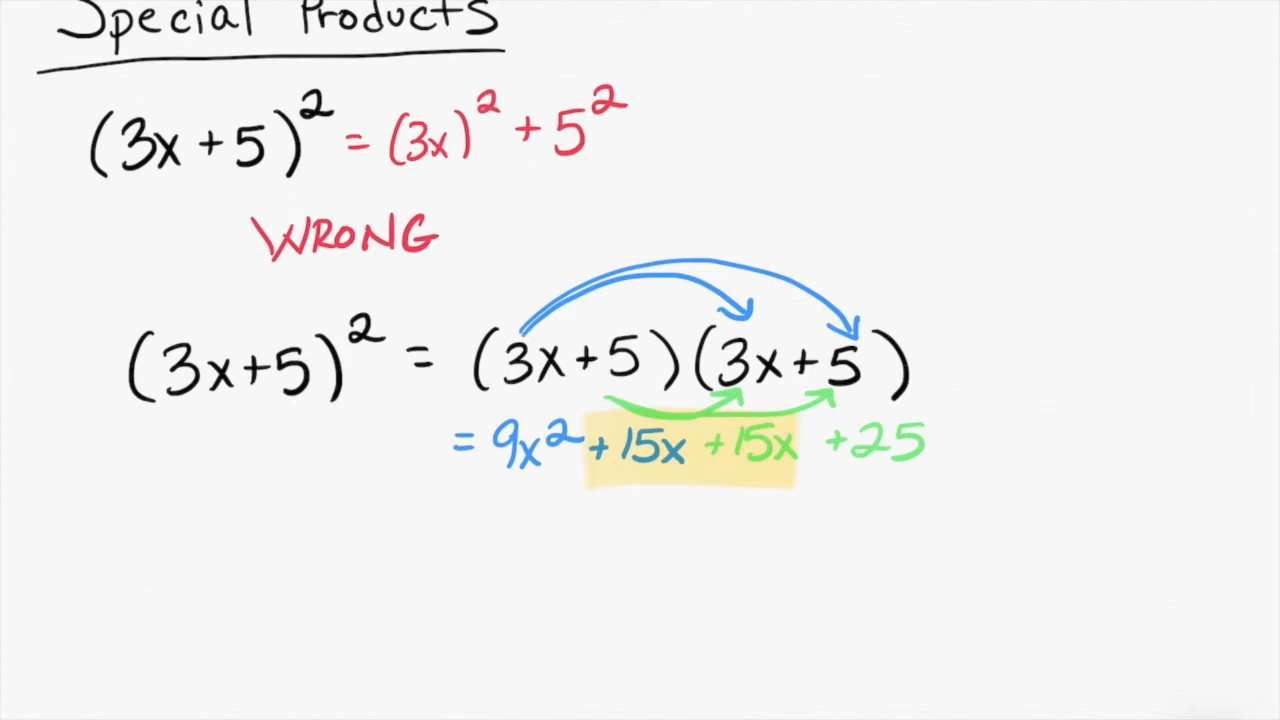 Special Products
(3x+5)² = (3x)² + 5²
WRONG
(3x+5)² = (3x+5)(3x+5)
= 9x² +15x +15x +25